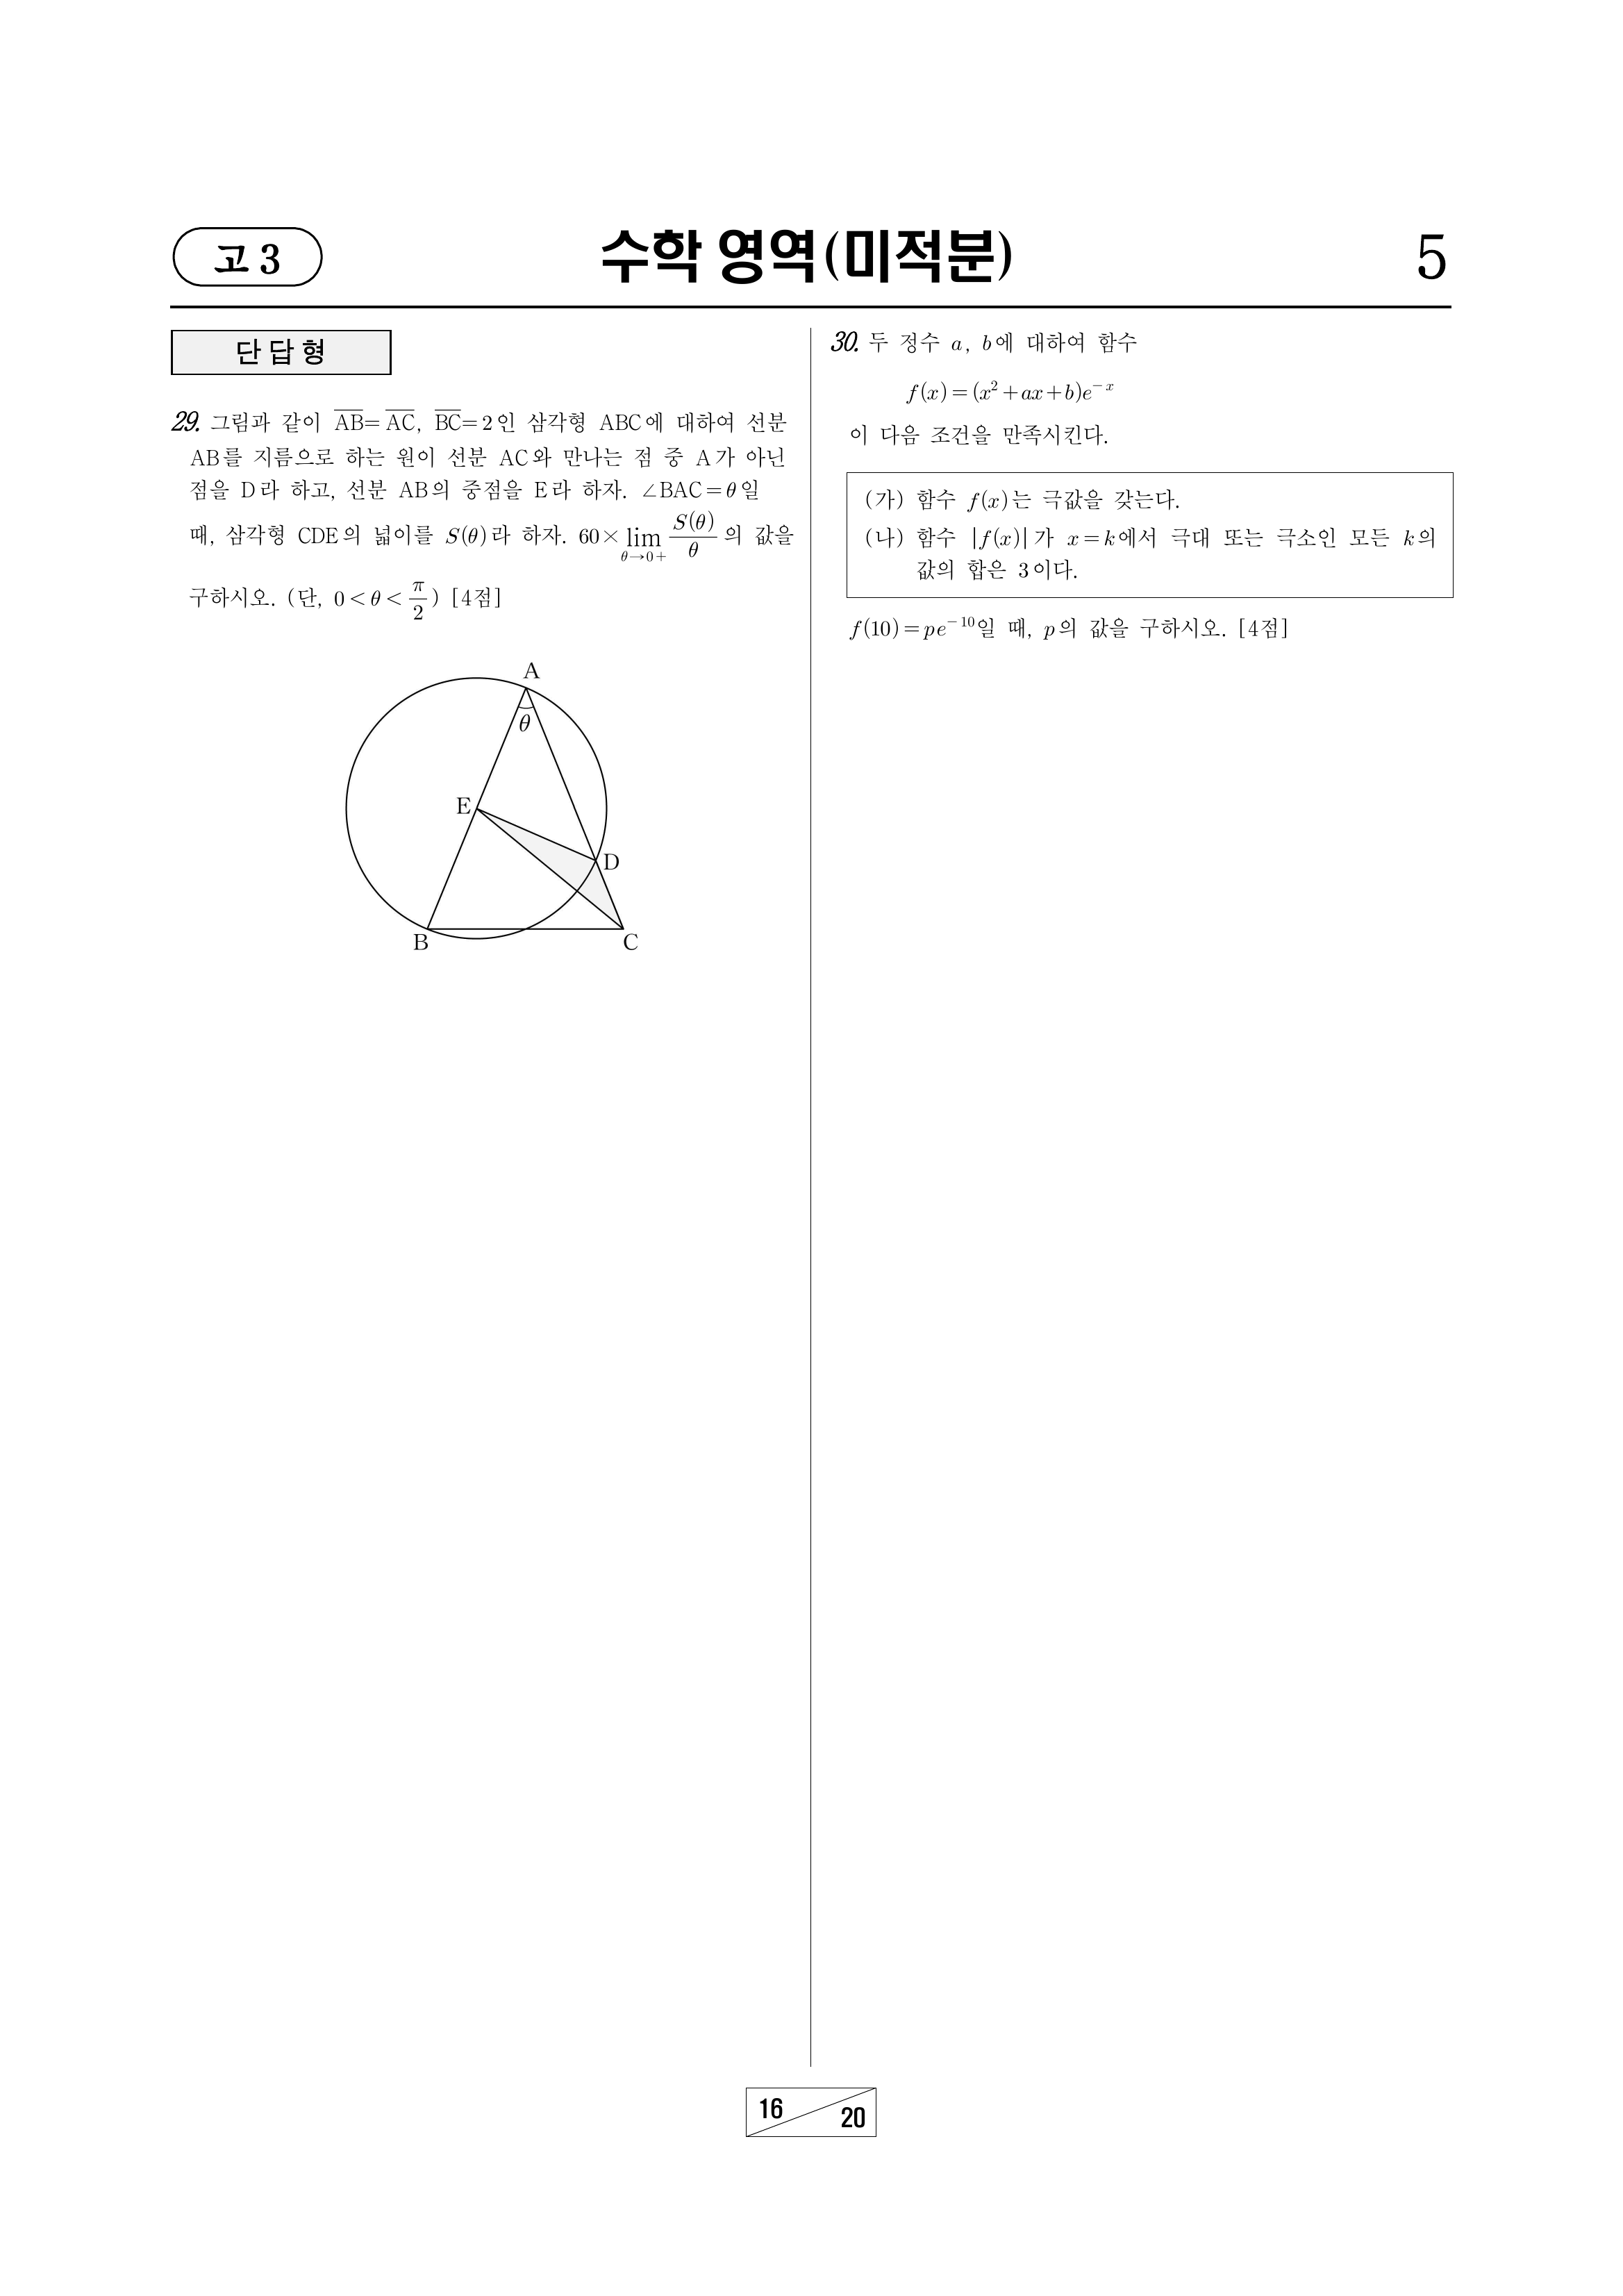 고 3
수학 영역(미적분)
5
단 답 형
29. 그림과 같이 $\overline{AB}=\overline{AC}$, $\overline{BC}=2$인 삼각형 ABC에 대하여 선분
AB를 지름으로 하는 원이 선분 AC와 만나는 점 중 A가 아닌
점을 D라 하고, 선분 AB의 중점을 E라 하자. ∠BAC=θ일
때, 삼각형 CDE의 넓이를 $S(\theta)$라 하자. $60\times\lim_{\theta\to 0+}\frac{S(\theta)}{\theta}$의 값을
구하시오. (단, $0<\theta<\frac{\pi}{2}$) [4점]
A
θ
E
D
B
C
30. 두 정수 a, b에 대하여 함수
$f(x)=(x^2+ax+b)e^{-x}$
이 다음 조건을 만족시킨다.
(가) 함수 $f(x)$는 극값을 갖는다.
(나) 함수 $|f(x)|$가 $x=k$에서 극대 또는 극소인 모든 k의
값의 합은 3이다.
$f(10)=pe^{-10}$일 때, p의 값을 구하시오. [4점]
16
20